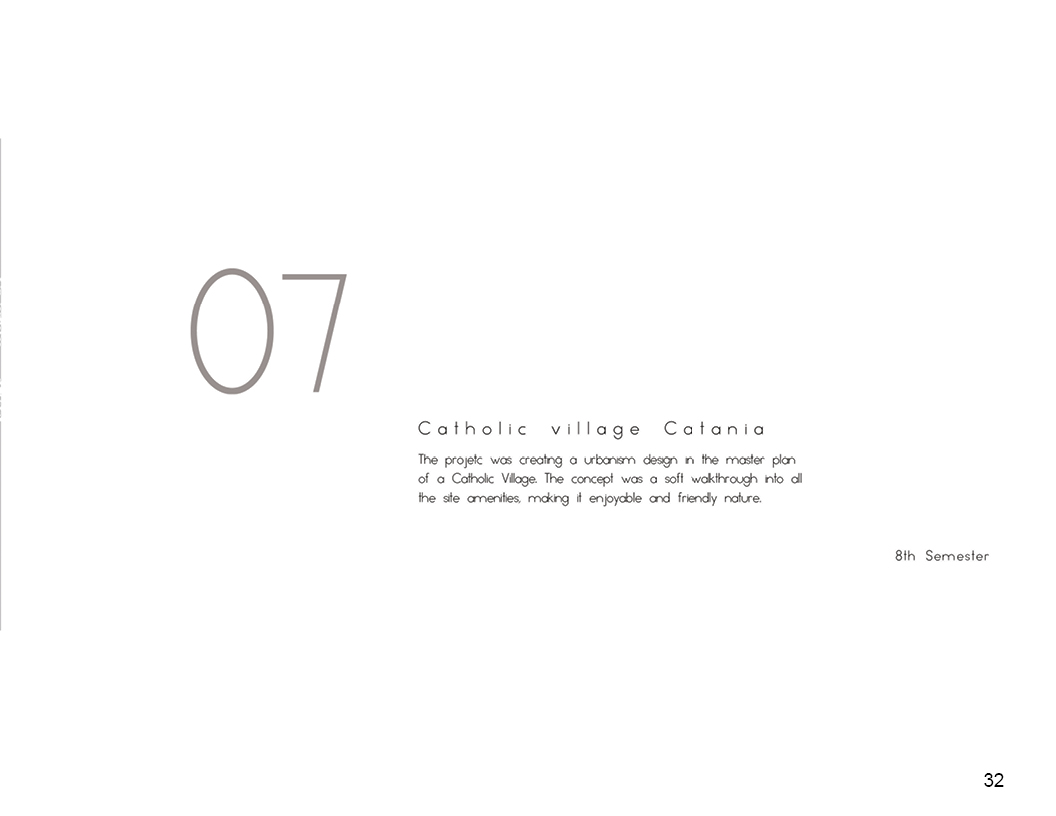 07
Catholic village Catania
The projetc was creating a urbanism design in the master plan
of a Catholic Village. The concept was a soft walkthrough into all
the site amenities, making it enjoyable and friendly nature.
8th Semester
32